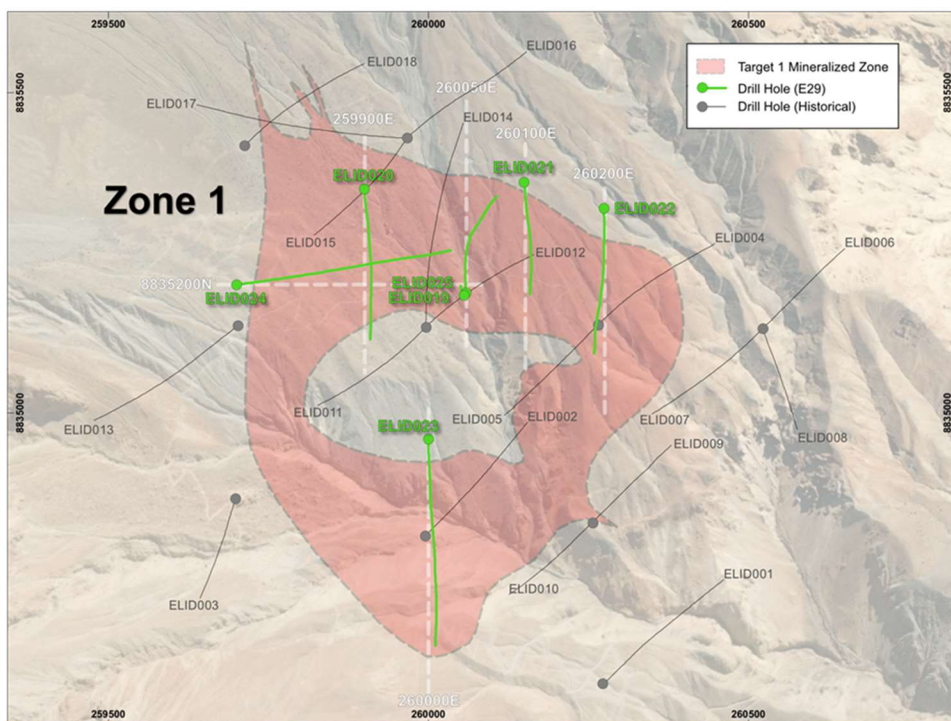 259500
260000
260500
ELID016
ELID018
Target 1 Mineralized Zone
Drill Hole (E29)
Drill Hole (Historical)
8835500
260050E
ELID017
259900E
ELID014
260100E
ELID021
ELID020
260200E
Zone 1
ELID022
ELID015
ELID004
ELID006
ELID012
8835200N
ELID024
ELID019
8835000
8835000
ELID011
ELID005
ELID002
ELID007
ELID013
ELID023
ELID008
ELID009
ELID001
ELID010
ELID003
260000E
259500
260000
260500